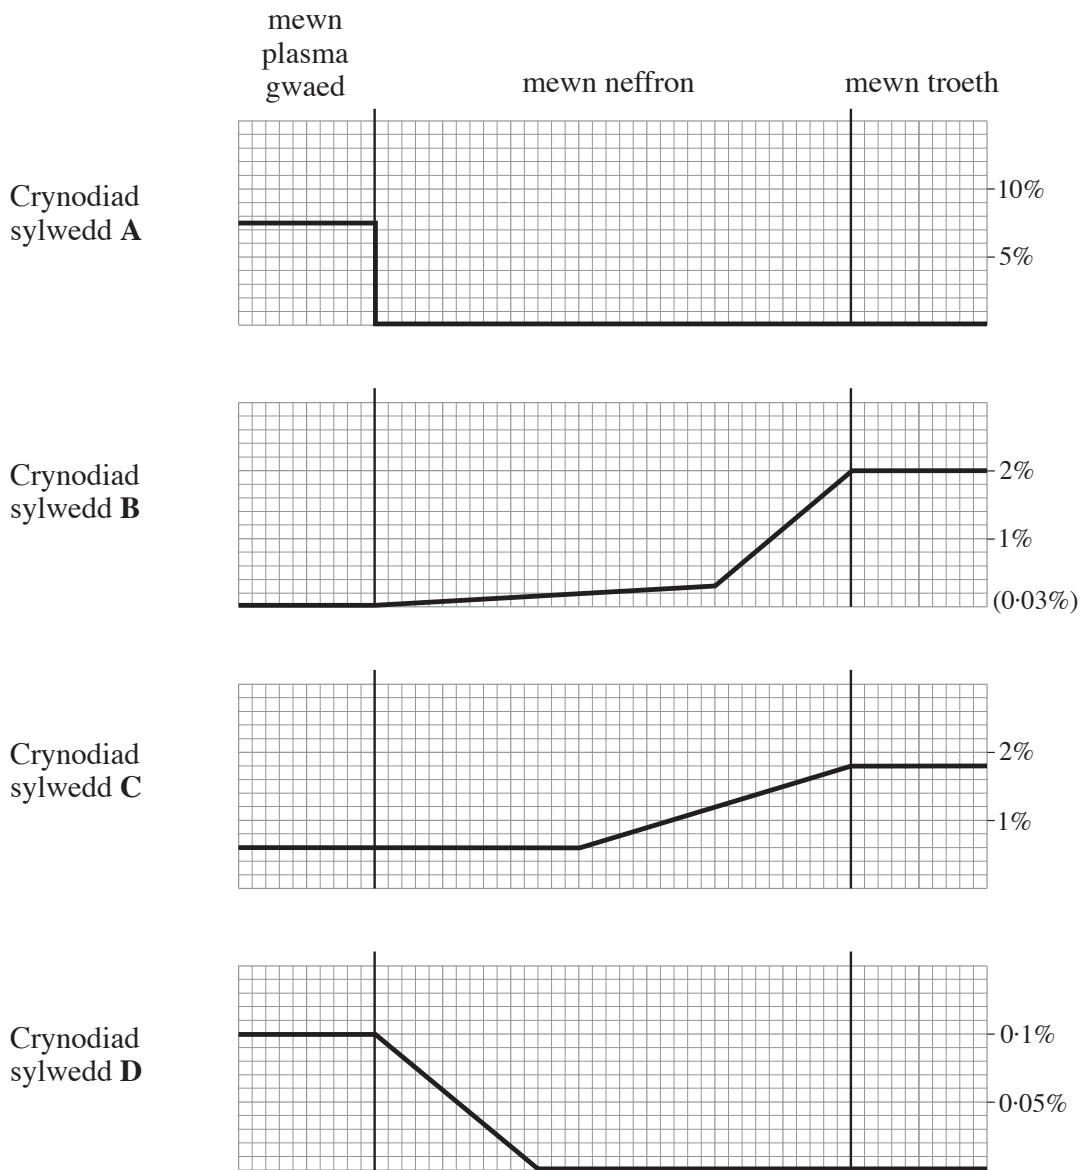 mewn
plasma
gwaed
mewn neffron
mewn troeth
Crynodiad
sylwedd A
10%
5%
Crynodiad
sylwedd B
2%
1%
(0·03%)
Crynodiad
sylwedd C
2%
1%
Crynodiad
sylwedd D
0·1%
0·05%